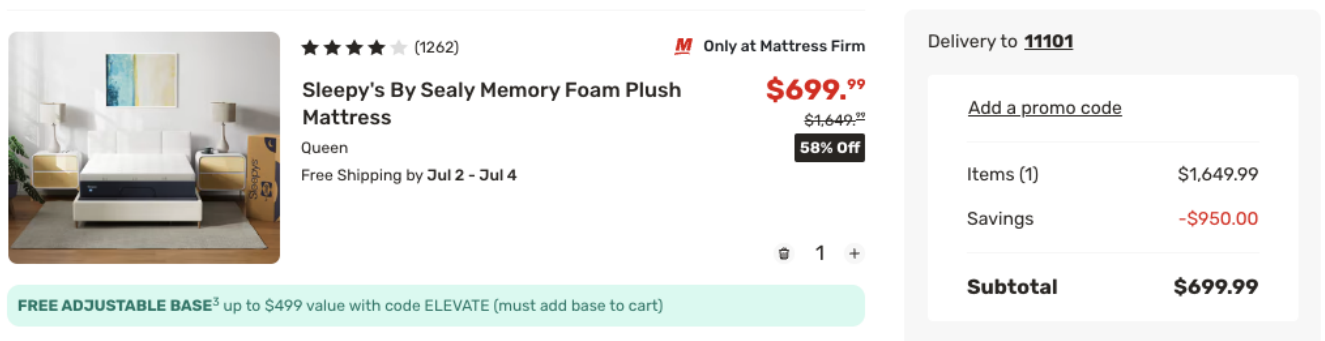 (1262)
Only at Mattress Firm
Sleepy's By Sealy Memory Foam Plush
Mattress
$699.99
$1,649.99
58% Off
Queen
Free Shipping by Jul 2 - Jul 4
1 +
FREE ADJUSTABLE BASE3 up to $499 value with code ELEVATE (must add base to cart)
Sleepy's
Delivery to 11101
Add a promo code
Items (1) $1,649.99
Savings -$950.00
Subtotal $699.99